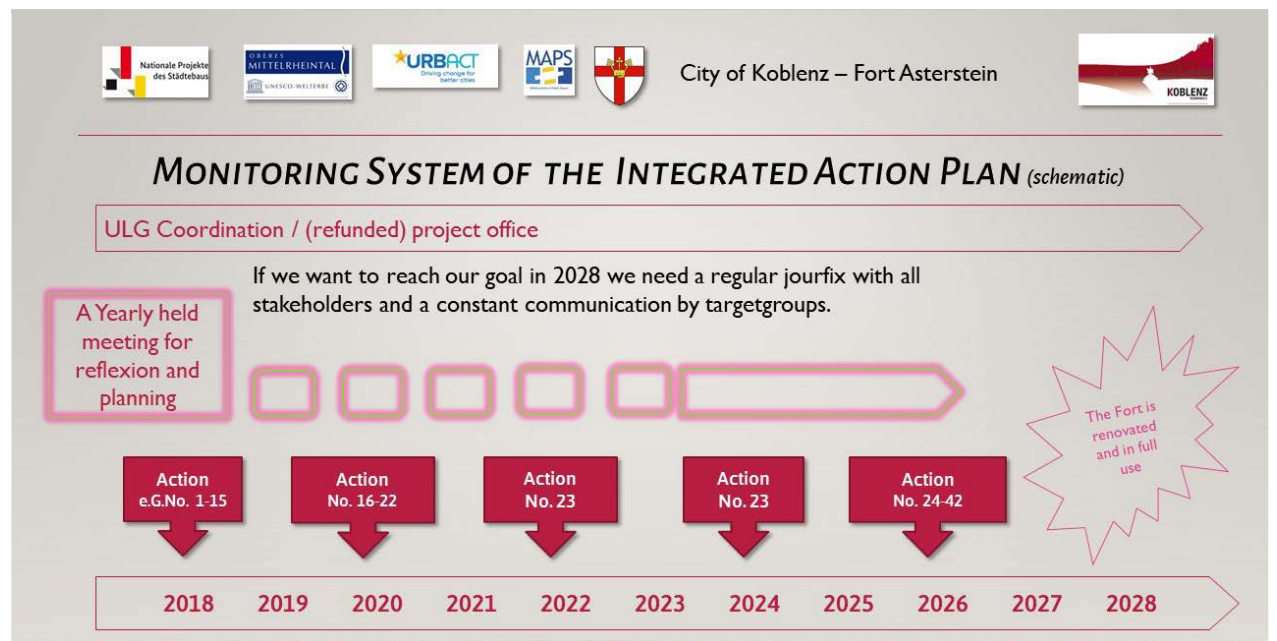 Nationale Projekte
des Städtebaus
OBERES
MITTELRHEINTAL
UNESCO-WELTERBE
URBACT
Driving change for
better cities
MAPS
City of Koblenz – Fort Asterstein
KOBLENZ
MONITORING SYSTEM OF THE INTEGRATED ACTION PLAN (schematic)
ULG Coordination / (refunded) project office
If we want to reach our goal in 2028 we need a regular jourfix with all
stakeholders and a constant communication by targetgroups.
A Yearly held
meeting for
reflexion and
planning
The Fort is
renovated
and in full
use
Action
e.G.No. 1-15
Action
No. 16-22
Action
No. 23
Action
No. 23
Action
No. 24-42
2018 2019 2020 2021 2022 2023 2024 2025 2026 2027 2028